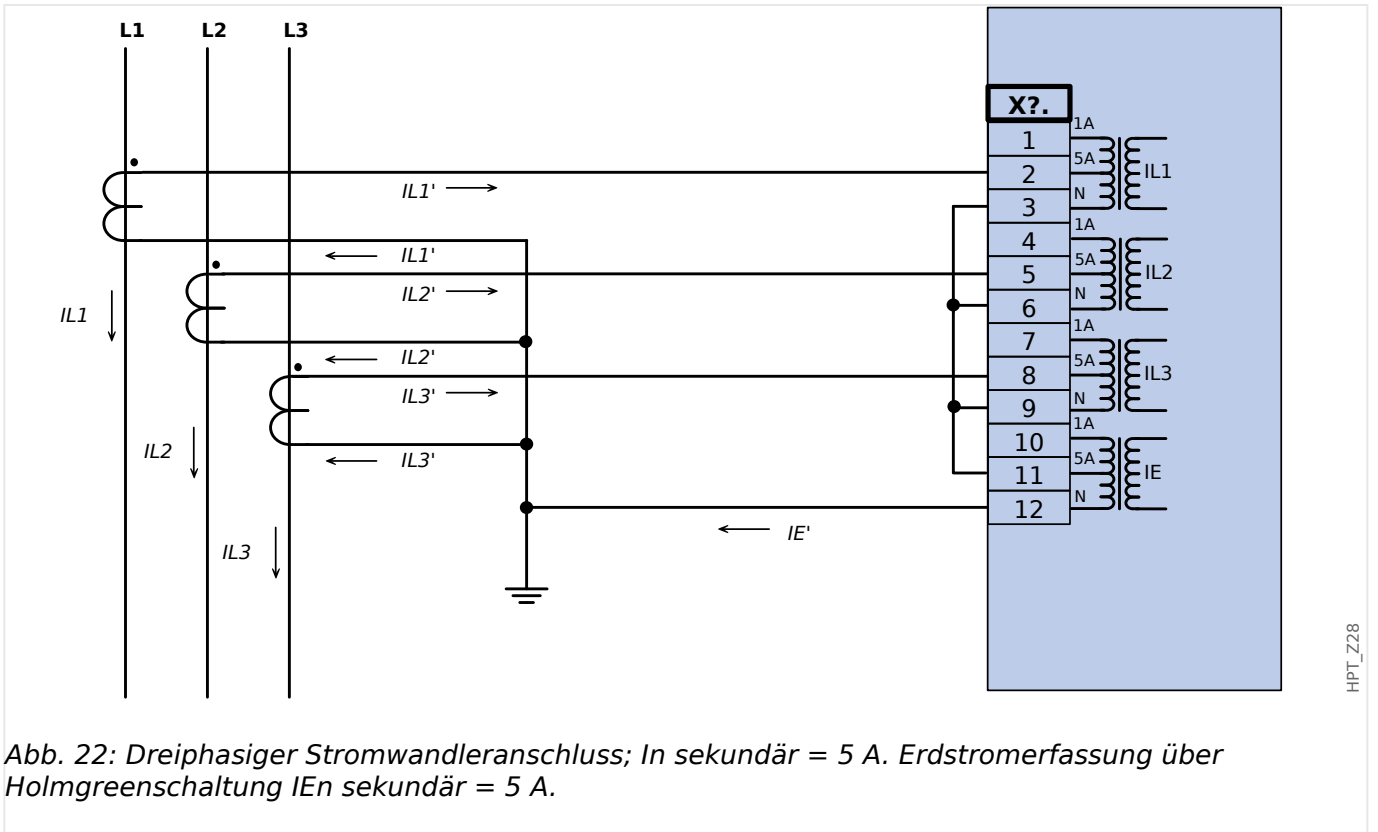 L1 L2 L3
X?.
1 1A
2 5A IL1
3 N
4 1A
5 5A IL2
6 N
7 1A
8 5A IL3
9 N
10 1A
11 5A IE
12 N
IL1'
IL1'
IL2'
IL1
IL2'
IL3'
IL2
IL3'
IE'
IL3
HPT_Z28
Abb. 22: Dreiphasiger Stromwandleranschluss; In sekundär = 5 A. Erdstromerfassung über
Holmgreenschaltung IEn sekundär = 5 A.